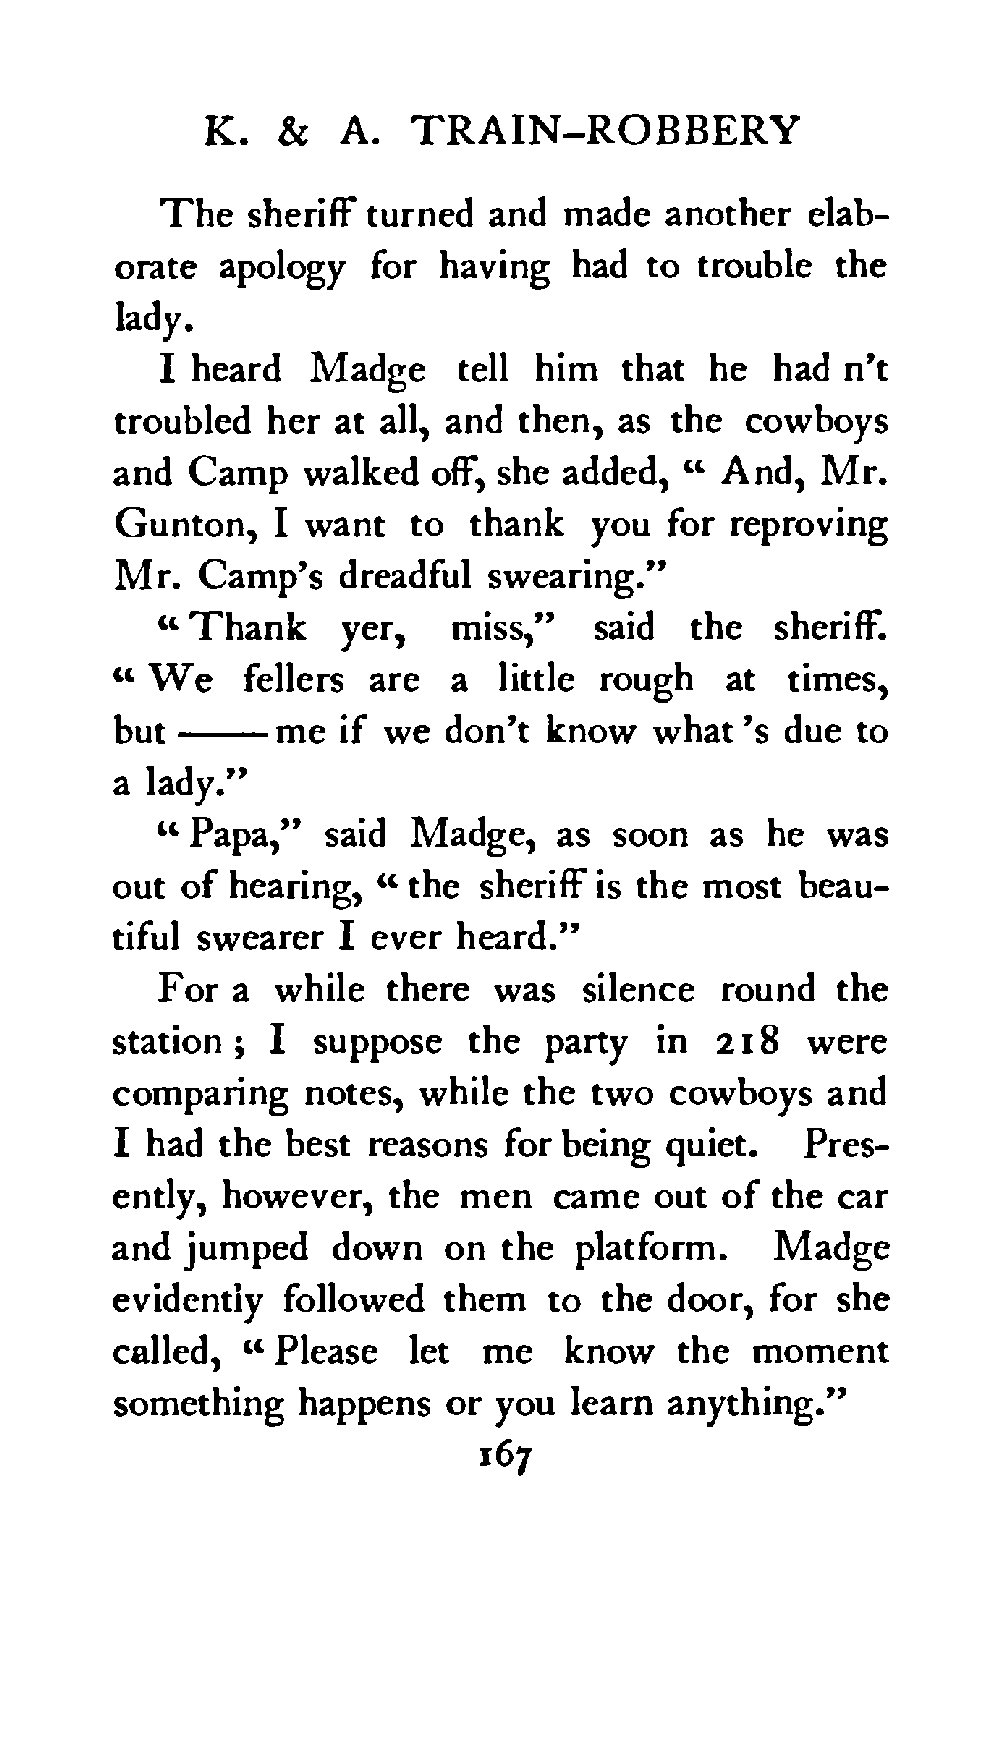 K. & A. TRAIN-ROBBERY
The sheriff turned and made another elab-
orate apology for having had to trouble the
lady.
I heard Madge tell him that he had n't
troubled her at all, and then, as the cowboys
and Camp walked off, she added, “ And, Mr.
Gunton, I want to thank you for reproving
Mr. Camp's dreadful swearing.”
“ Thank yer, miss,” said the sheriff.
“ We fellers are a little rough at times,
but ——— me if we don't know what 's due to
a lady.”
“ Papa,” said Madge, as soon as he was
out of hearing, “ the sheriff is the most beau-
tiful swearer I ever heard.”
For a while there was silence round the
station ; I suppose the party in 218 were
comparing notes, while the two cowboys and
I had the best reasons for being quiet. Pres-
ently, however, the men came out of the car
and jumped down on the platform. Madge
evidently followed them to the door, for she
called, “ Please let me know the moment
something happens or you learn anything.”
167